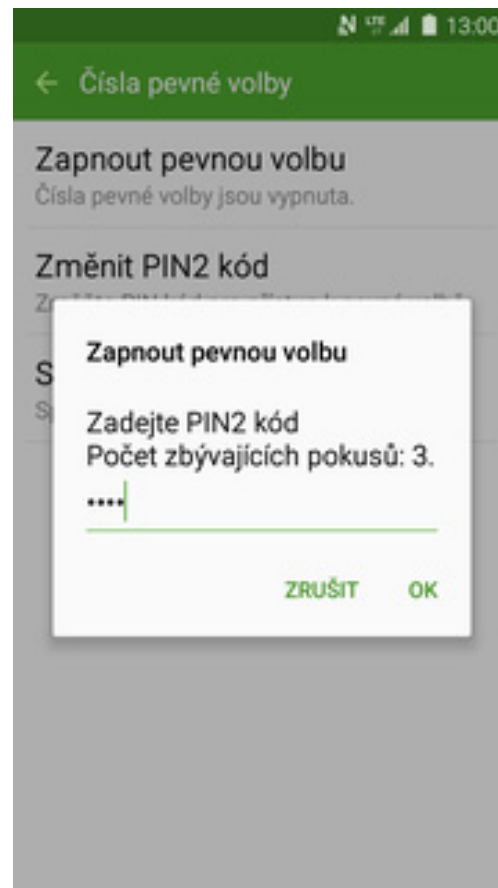 LTE 13:00
Čísla pevné volby
Zapnout pevnou volbu
Čísla pevné volby jsou vypnuta.
Změnit PIN2 kód
Zapnout pevnou volbu
Zadejte PIN2 kód
Počet zbývajících pokusů: 3.
••••
ZRUŠIT OK